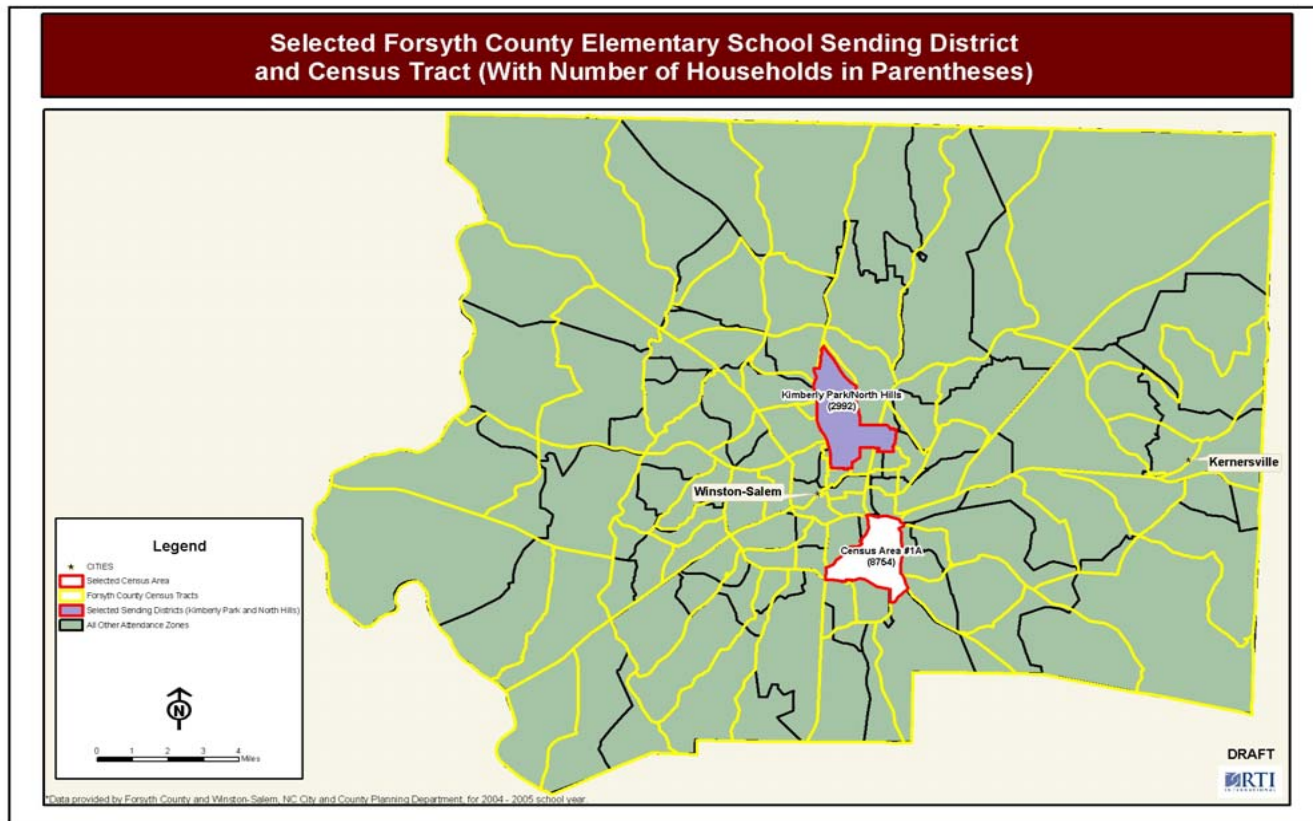 Selected Forsyth County Elementary School Sending District
and Census Tract (With Number of Households in Parentheses)
Kimberly Park/North Hills
(2992)
Kernersville
Winston-Salem
Census Area #1A
(8754)
Legend
CITIES
Selected Census Area
Forsyth County Census Tracts
Selected Sending Districts (Kimberly Park and North Hills)
All Other Attendance Zones
N
0 1 2 3 4
Miles
DRAFT
RTI
INTERNATIONAL
*Data provided by Forsyth County and Winston-Salem, NC City and County Planning Department, for 2004 - 2005 school year.